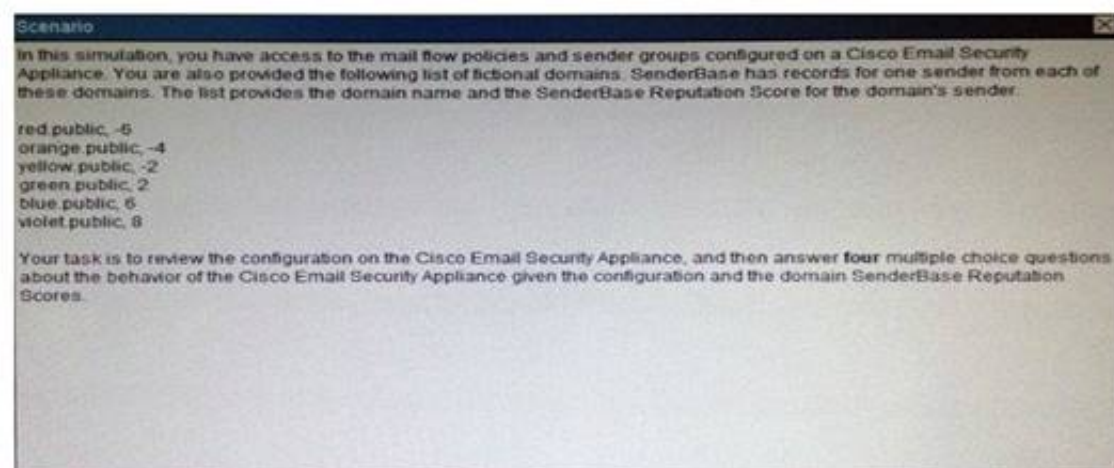 Scenario
In this simulation, you have access to the mail flow policies and sender groups configured on a Cisco Email Security
Appliance. You are also provided the following list of fictional domains. SenderBase has records for one sender from each of
these domains. The list provides the domain name and the SenderBase Reputation Score for the domain's sender.
red.public, -6
orange.public, -4
yellow.public, -2
green.public, 2
blue.public, 6
violet.public, 8
Your task is to review the configuration on the Cisco Email Security Appliance, and then answer four multiple choice questions
about the behavior of the Cisco Email Security Appliance given the configuration and the domain SenderBase Reputation
Scores.